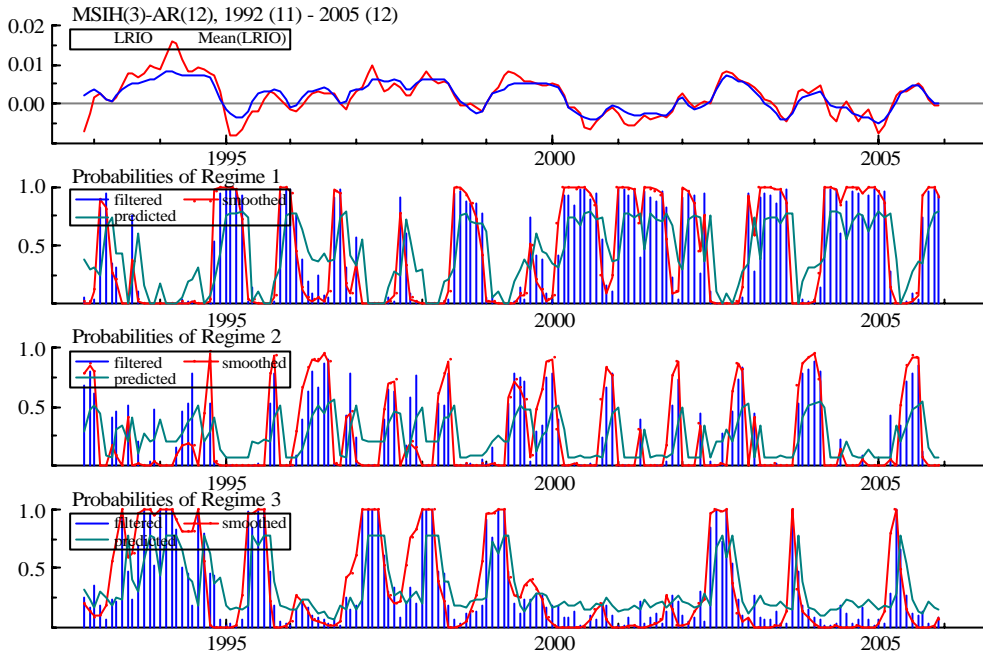 MSIH(3)-AR(12), 1992 (11) - 2005 (12)
0.02
LRIO Mean(LRIO)
0.01
0.00
1995 2000 2005
Probabilities of Regime 1
1.0
filtered smoothed
predicted
0.5
1995 2000 2005
Probabilities of Regime 2
1.0
filtered smoothed
predicted
0.5
1995 2000 2005
Probabilities of Regime 3
1.0
filtered smoothed
predicted
0.5
1995 2000 2005